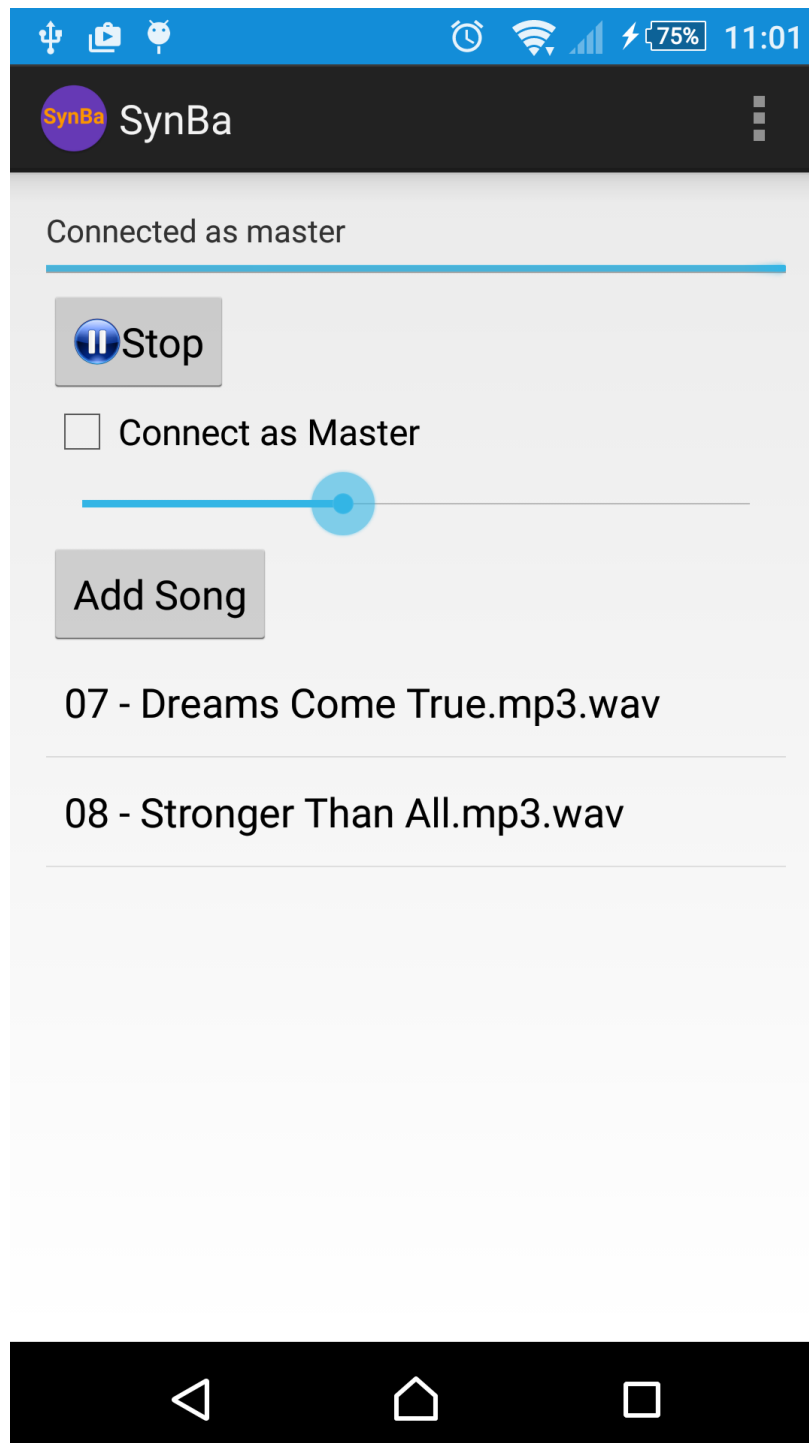 75% 11:01
SynBa SynBa
Connected as master
Stop
Connect as Master
Add Song
07 - Dreams Come True.mp3.wav
08 - Stronger Than All.mp3.wav